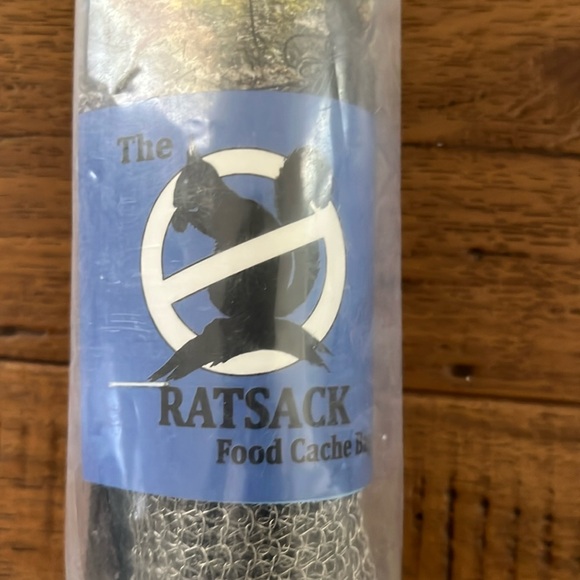 The
RATSACK
Food Cache